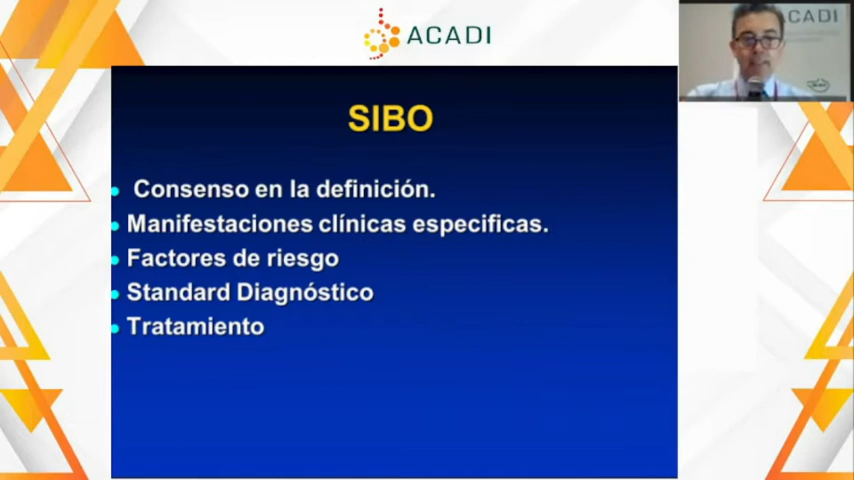 ACADI
ACADI
SIBO
Consenso en la definición.
Manifestaciones clínicas especificas.
Factores de riesgo
Standard Diagnóstico
Tratamiento